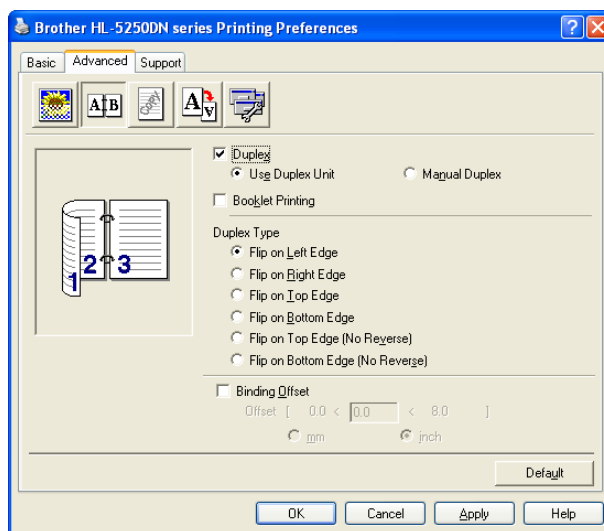 Brother HL-5250DN series Printing Preferences
Basic Advanced Support
A B A A
Duplex
Use Duplex Unit Manual Duplex
Booklet Printing
1 2 3
Duplex Type
Flip on Left Edge
Flip on Right Edge
Flip on Top Edge
Flip on Bottom Edge
Flip on Top Edge (No Reverse)
Flip on Bottom Edge (No Reverse)
Binding Offset
Offset [ 0.0 < 0.0 < 8.0 ]
mm inch
Default
OK Cancel Apply Help